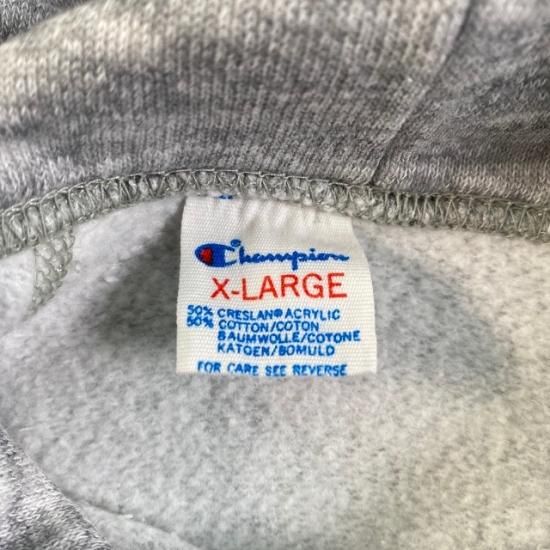 Champion
X-LARGE
50% CRESLAN® ACRYLIC
50% COTTON/COTON
BAUMWOLLE/COTONE
KATOEN/BOMULD
FOR CARE SEE REVERSE